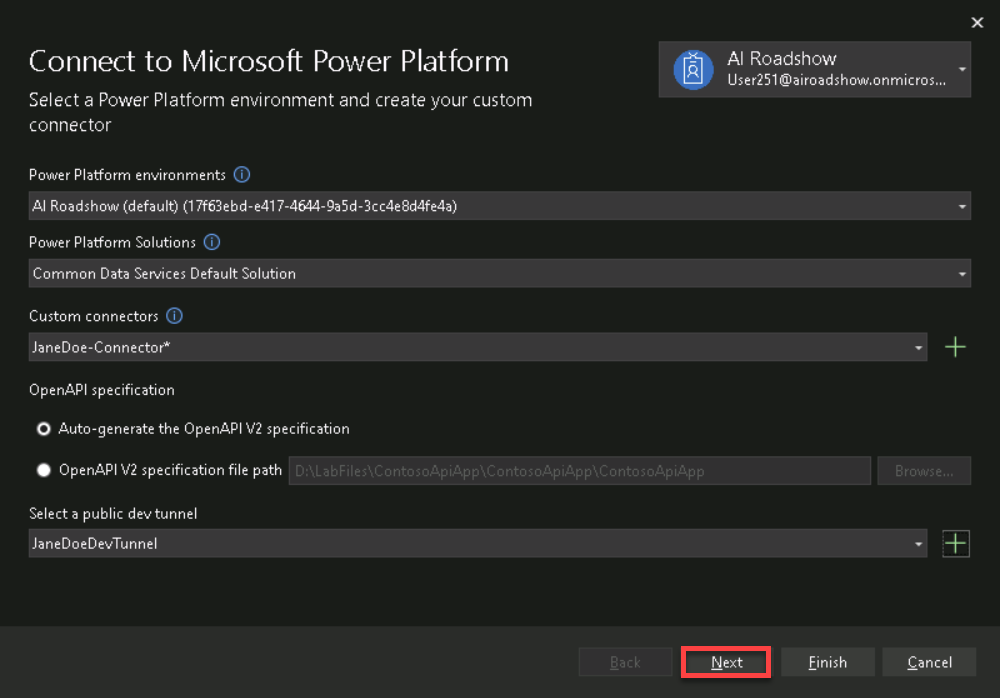 Connect to Microsoft Power Platform
Select a Power Platform environment and create your custom
connector
AI Roadshow
User251@airoadshow.onmicros...
Power Platform environments
AI Roadshow (default) (17f63ebd-e417-4644-9a5d-3cc4e8d4fe4a)
Power Platform Solutions
Common Data Services Default Solution
Custom connectors
JaneDoe-Connector*
OpenAPI specification
Auto-generate the OpenAPI V2 specification
OpenAPI V2 specification file path D:\LabFiles\ContosoApiApp\ContosoApiApp\ContosoApiApp Browse...
Select a public dev tunnel
JaneDoeDevTunnel
Back Next Finish Cancel